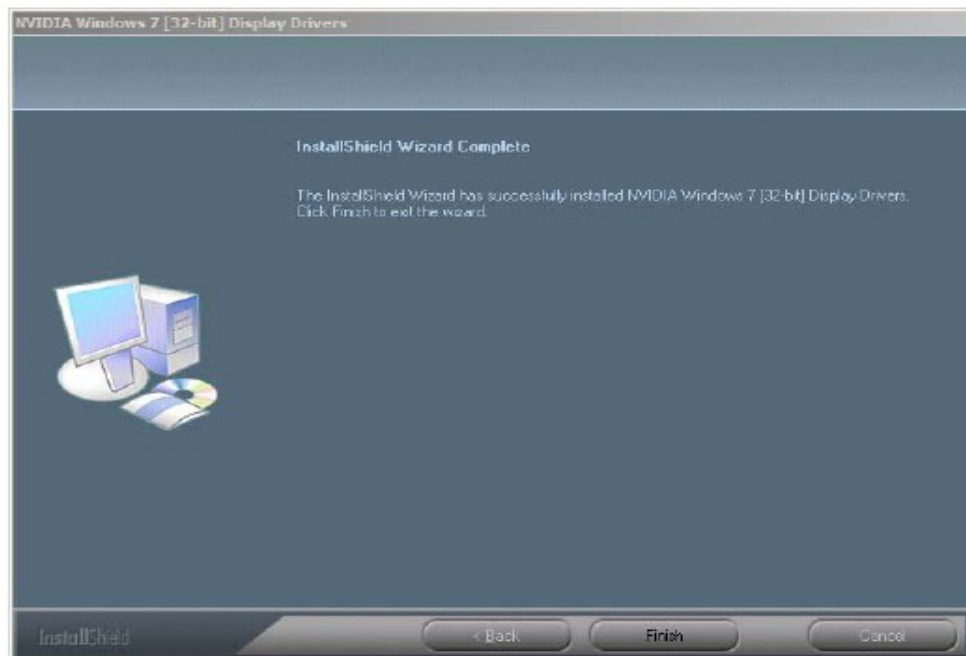 NVIDIA Windows 7 [32-bit] Display Drivers
InstallShield Wizard Complete
The InstallShield Wizard has successfully installed NVIDIA Windows 7 [32-bit] Display Drivers.
Click Finish to exit the wizard.
InstallShield
< Back
Finish
Cancel